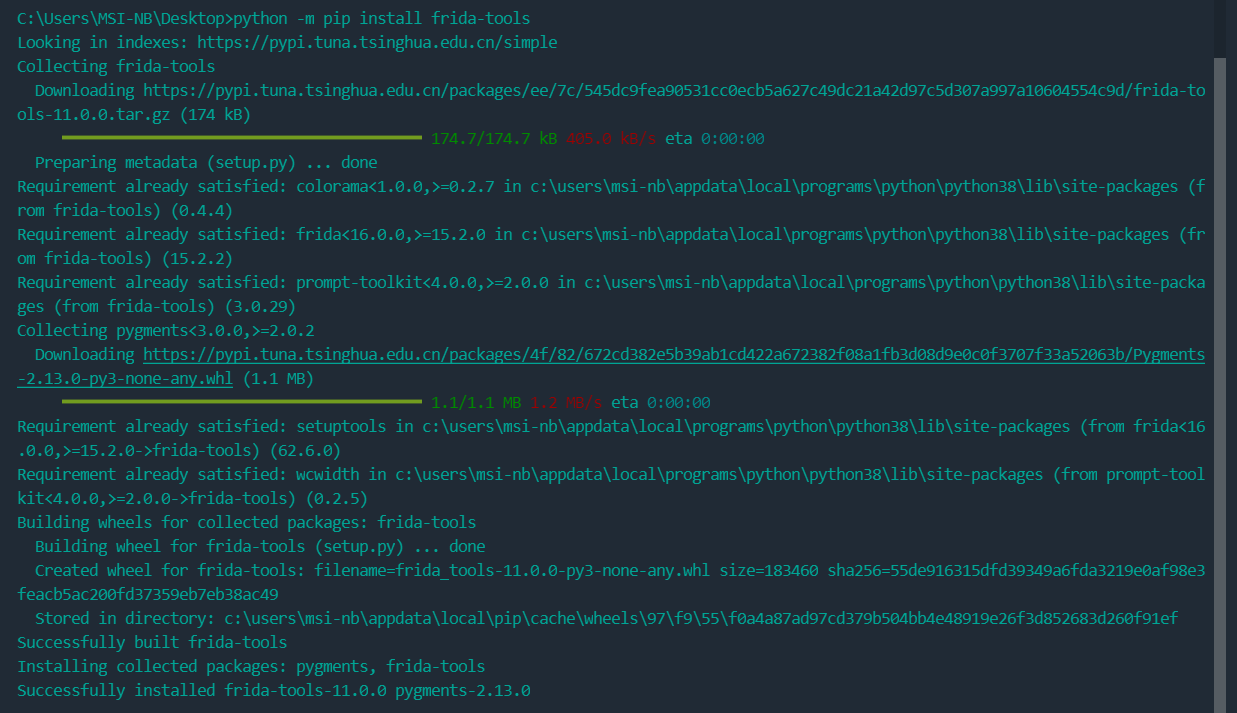 C:\Users\MSI-NB\Desktop>python -m pip install frida-tools
Looking in indexes: https://pypi.tuna.tsinghua.edu.cn/simple
Collecting frida-tools
  Downloading https://pypi.tuna.tsinghua.edu.cn/packages/ee/7c/545dc9fea90531cc0ecb5a627c49dc21a42d97c5d307a997a10604554c9d/frida-to
ols-11.0.0.tar.gz (174 kB)
174.7/174.7 kB 405.0 kB/s eta 0:00:00
  Preparing metadata (setup.py) ... done
Requirement already satisfied: colorama<1.0.0,>=0.2.7 in c:\users\msi-nb\appdata\local\programs\python\python38\lib\site-packages (f
rom frida-tools) (0.4.4)
Requirement already satisfied: frida<16.0.0,>=15.2.0 in c:\users\msi-nb\appdata\local\programs\python\python38\lib\site-packages (fr
om frida-tools) (15.2.2)
Requirement already satisfied: prompt-toolkit<4.0.0,>=2.0.0 in c:\users\msi-nb\appdata\local\programs\python\python38\lib\site-packa
ges (from frida-tools) (3.0.29)
Collecting pygments<3.0.0,>=2.0.2
  Downloading https://pypi.tuna.tsinghua.edu.cn/packages/4f/82/672cd382e5b39ab1cd422a672382f08a1fb3d08d9e0c0f3707f33a52063b/Pygments
-2.13.0-py3-none-any.whl (1.1 MB)
1.1/1.1 MB 1.2 MB/s eta 0:00:00
Requirement already satisfied: setuptools in c:\users\msi-nb\appdata\local\programs\python\python38\lib\site-packages (from frida<16
.0.0,>=15.2.0->frida-tools) (62.6.0)
Requirement already satisfied: wcwidth in c:\users\msi-nb\appdata\local\programs\python\python38\lib\site-packages (from prompt-tool
kit<4.0.0,>=2.0.0->frida-tools) (0.2.5)
Building wheels for collected packages: frida-tools
  Building wheel for frida-tools (setup.py) ... done
  Created wheel for frida-tools: filename=frida_tools-11.0.0-py3-none-any.whl size=183460 sha256=55de916315dfd39349a6fda3219e0af98e3
feacb5ac200fd37359eb7eb38ac49
  Stored in directory: c:\users\msi-nb\appdata\local\pip\cache\wheels\97\f9\55\f0a4a87ad97cd379b504bb4e48919e26f3d852683d260f91ef
Successfully built frida-tools
Installing collected packages: pygments, frida-tools
Successfully installed frida-tools-11.0.0 pygments-2.13.0